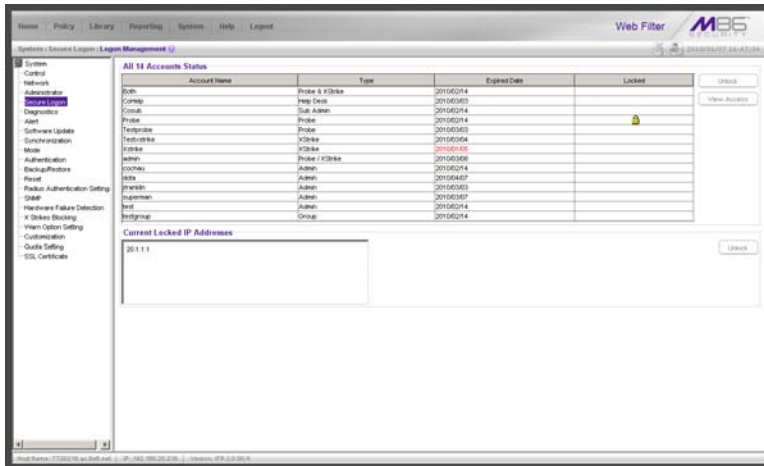 Home Policy Library Reporting System Help Logout
Web Filter M86 SECURITY
System : Secure Logon : Logon Management
System
Control
Network
Administrator
Secure Logon
Diagnostics
Alert
Software Update
Synchronization
Mode
Authentication
Backup/Restore
Reset
Radius Authentication Setting
SNMP
Hardware Failure Detection
X Strikes Blocking
Warn Option Setting
Customization
Quota Setting
SSL Certificate
All 14 Accounts Status
Account Name Type Expired Date Locked
Both Probe & XStrike 2010/02/14
CorHelp Help Desk 2010/03/03
Cosub Sub Admin 2010/02/14
Probe Probe 2010/02/14
Testprobe Probe 2010/03/03
Testxstrike XStrike 2010/03/04
Xstrike XStrike 2010/01/05
admin Probe / XStrike 2010/03/08
cochau Admin 2010/02/14
Admin 2010/04/07
jfranklin Admin 2010/03/03
superman Admin 2010/03/07
test Admin 2010/02/14
testgroup Group 2010/02/14
Unlock
View Access
Current Locked IP Addresses
20.1.1.1
Unlock